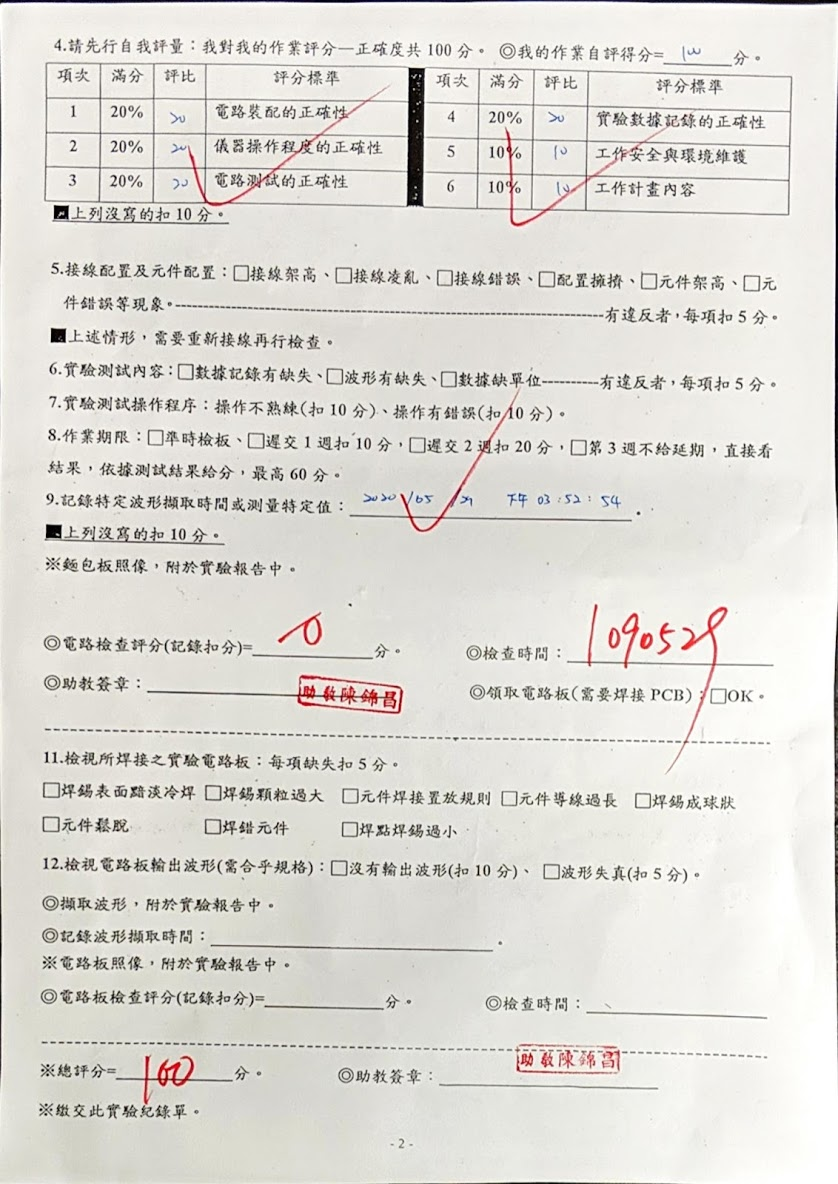 4.請先行自我評量：我對我的作業評分—正確度共 100 分。 ◎我的作業自評得分=100分。
項次 滿分 評比 評分標準 項次 滿分 評比 評分標準
1 20% 20 電路裝配的正確性 4 20% 20 實驗數據記錄的正確性
2 20% 20 儀器操作程度的正確性 5 10% 10 工作安全與環境維護
3 20% 20 電路測試的正確性 6 10% 10 工作計畫內容
上列沒寫的扣 10 分。
5.接線配置及元件配置：□接線架高、□接線凌亂、□接線錯誤、□配置擁擠、□元件架高、□元
件錯誤等現象。----------有違反者，每項扣 5 分。
上述情形，需要重新接線再行檢查。
6.實驗測試內容：□數據記錄有缺失、□波形有缺失、□數據缺單位----------有違反者，每項扣 5 分。
7.實驗測試操作程序：操作不熟練(扣 10 分)、操作有錯誤(扣 10 分)。
8.作業期限：□準時檢板、□遲交 1 週扣 10 分，□遲交 2 週扣 20 分，□第 3 週不給延期，直接看
結果，依據測試結果給分，最高 60 分。
9.記錄特定波形擷取時間或測量特定值：2020/05/29 下午 03:52:54。
上列沒寫的扣 10 分。
※麵包板照像，附於實驗報告中。
◎電路檢查評分(記錄扣分)=0分。 ◎檢查時間：1090529
◎助教簽章：助教陳錦昌 ◎領取電路板(需要焊接 PCB)：□OK。
11.檢視所焊接之實驗電路板：每項缺失扣 5 分。
□焊錫表面黯淡冷焊 □焊錫顆粒過大 □元件焊接置放規則 □元件導線過長 □焊錫成球狀
□元件鬆脫 □焊錯元件 □焊點焊錫過小
12.檢視電路板輸出波形(需合乎規格)：□沒有輸出波形(扣 10 分)、 □波形失真(扣 5 分)。
◎擷取波形，附於實驗報告中。
◎記錄波形擷取時間：。
※電路板照像，附於實驗報告中。
◎電路板檢查評分(記錄扣分)=分。 ◎檢查時間：
※總評分=100分。 ◎助教簽章：助教陳錦昌
※繳交此實驗紀錄單。
- 2 -